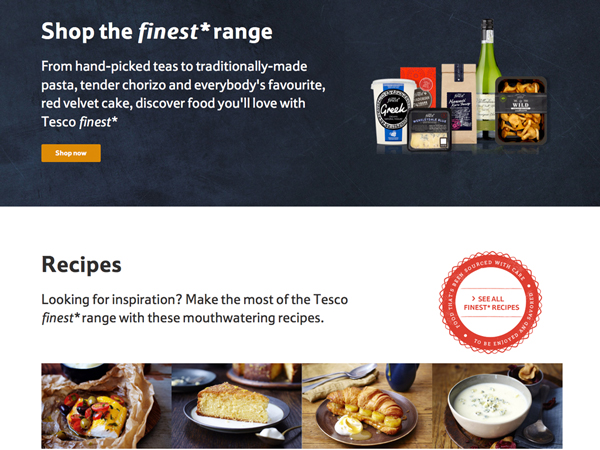 Shop the finest* range
From hand-picked teas to traditionally-made
pasta, tender chorizo and everybody's favourite,
red velvet cake, discover food you'll love with
Tesco finest*
Shop now
Greek
WENSLEYDALE BLUE
WILD
Recipes
Looking for inspiration? Make the most of the Tesco
finest* range with these mouthwatering recipes.
FOOD THAT'S BEEN SOURCED WITH CARE
> SEE ALL
FINEST* RECIPES
TO BE ENJOYED AND SAVOURED